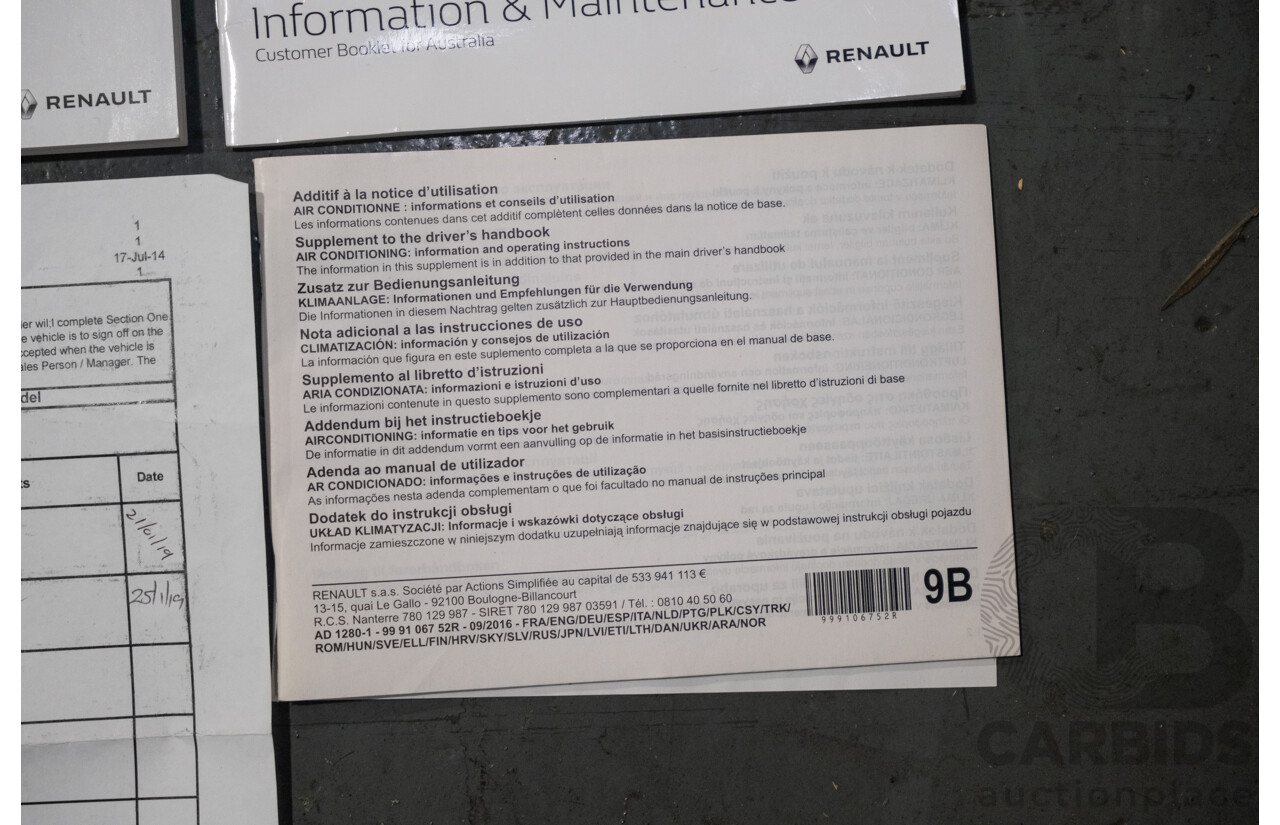 Information & Maintenance
Customer Booklet for Australia
RENAULT
RENAULT
1
1
17-Jul-14
1
er wil;l complete Section One
e vehicle is to sign off on the
ccepted when the vehicle is
ales Person / Manager. The
del
s
Date
21/01/19
25/1/19
Additif à la notice d'utilisation
AIR CONDITIONNE : informations et conseils d'utilisation
Les informations contenues dans cet additif complètent celles données dans la notice de base.
Supplement to the driver's handbook
AIR CONDITIONING: information and operating instructions
The information in this supplement is in addition to that provided in the main driver's handbook
Zusatz zur Bedienungsanleitung
KLIMAANLAGE: Informationen und Empfehlungen für die Verwendung
Die Informationen in diesem Nachtrag gelten zusätzlich zur Hauptbedienungsanleitung.
Nota adicional a las instrucciones de uso
CLIMATIZACIÓN: información y consejos de utilización
La información que figura en este suplemento completa a la que se proporciona en el manual de base.
Supplemento al libretto d'istruzioni
ARIA CONDIZIONATA: informazioni e istruzioni d'uso
Le informazioni contenute in questo supplemento sono complementari a quelle fornite nel libretto d'istruzioni di base
Addendum bij het instructieboekje
AIRCONDITIONING: informatie en tips voor het gebruik
De informatie in dit addendum vormt een aanvulling op de informatie in het basisinstructieboekje
Adenda ao manual de utilizador
AR CONDICIONADO: informações e instruções de utilização
As informações nesta adenda complementam o que foi facultado no manual de instruções principal
Dodatek do instrukcji obsługi
UKŁAD KLIMATYZACJI: Informacje i wskazówki dotyczące obsługi
Informacje zamieszczone w niniejszym dodatku uzupełniają informacje znajdujące się w podstawowej instrukcji obsługi pojazdu
RENAULT s.a.s. Société par Actions Simplifiée au capital de 533 941 113 €
13-15, quai Le Gallo - 92100 Boulogne-Billancourt
R.C.S. Nanterre 780 129 987 - SIRET 780 129 987 03591 / Tél. : 0810 40 50 60
AD 1280-1 - 99 91 067 52R - 09/2016 - FRA/ENG/DEU/ESP/ITA/NLD/PTG/PLK/CSY/TRK/
ROM/HUN/SVE/ELL/FIN/HRV/SKY/SLV/RUS/JPN/LVI/ETI/LTH/DAN/UKR/ARA/NOR
999106752R
9B
CARBIDS
auctionplace